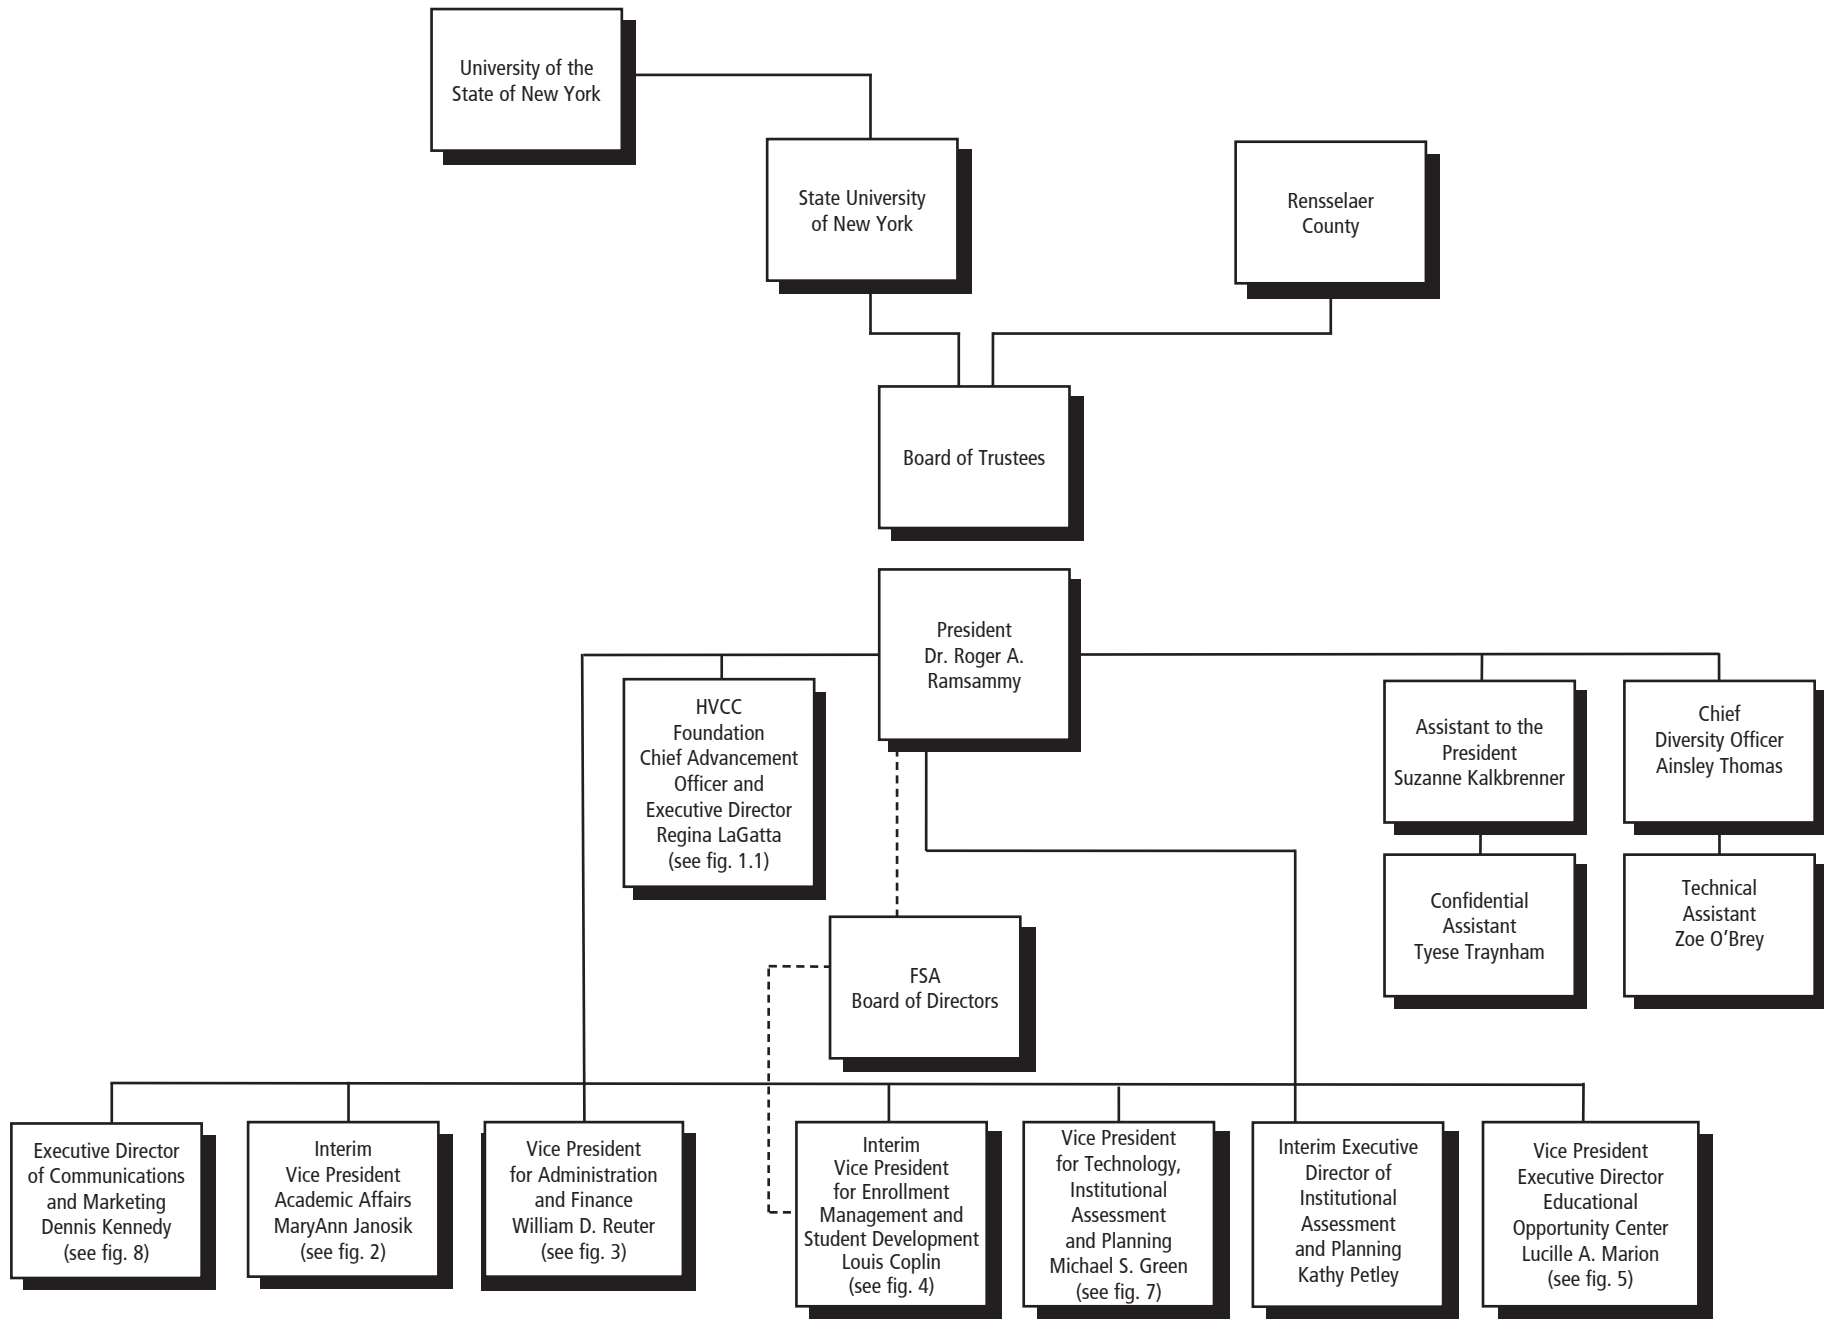 University of the
State of New York
State University
of New York
Rensselaer
County
Board of Trustees
President
Dr. Roger A.
Ramsammy
HVCC
Foundation
Chief Advancement
Officer and
Executive Director
Regina LaGatta
(see fig. 1.1)
Assistant to the
President
Suzanne Kalkbrenner
Chief
Diversity Officer
Ainsley Thomas
Confidential
Assistant
Tyese Traynham
Technical
Assistant
Zoe O’Brey
FSA
Board of Directors
Executive Director
of Communications
and Marketing
Dennis Kennedy
(see fig. 8)
Interim
Vice President
Academic Affairs
MaryAnn Janosik
(see fig. 2)
Vice President
for Administration
and Finance
William D. Reuter
(see fig. 3)
Interim
Vice President
for Enrollment
Management and
Student Development
Louis Coplin
(see fig. 4)
Vice President
for Technology,
Institutional
Assessment
and Planning
Michael S. Green
(see fig. 7)
Interim Executive
Director of
Institutional
Assessment
and Planning
Kathy Petley
Vice President
Executive Director
Educational
Opportunity Center
Lucille A. Marion
(see fig. 5)